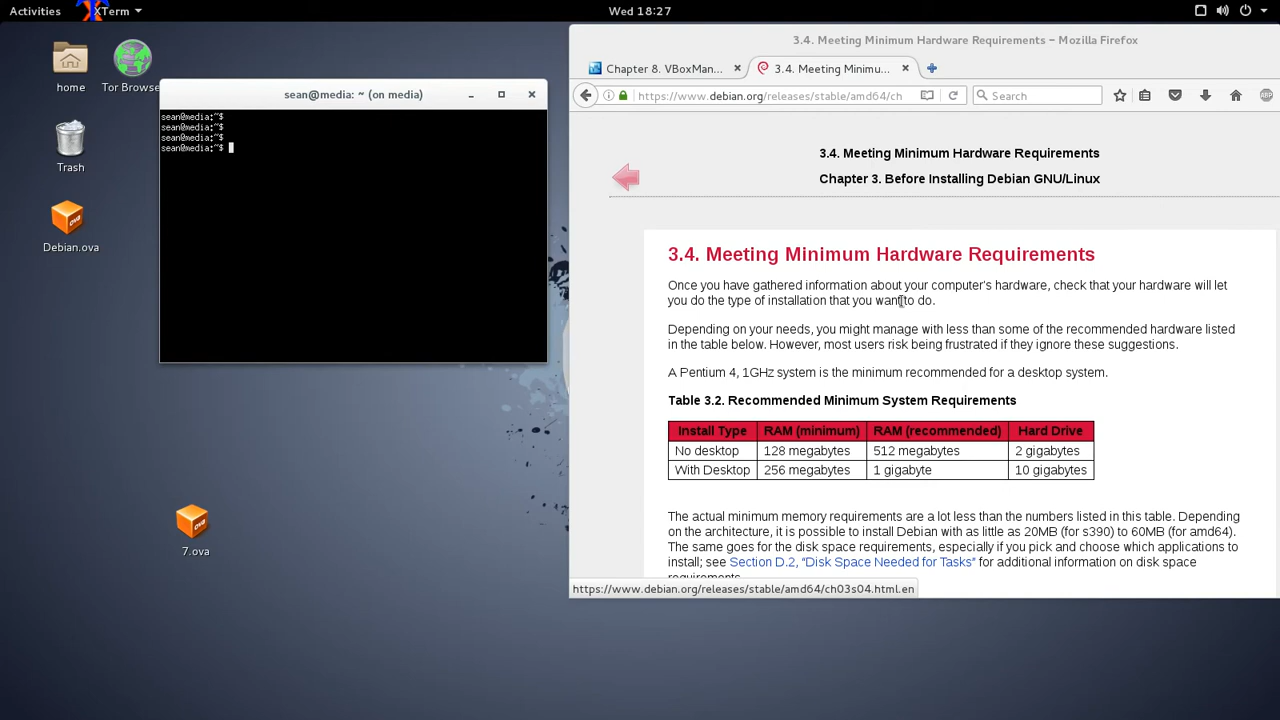 Activities
XTerm
Wed 18:27
home
Tor Browse
Trash
Debian.ova
OVB
7.ova
sean@media: ~ (on media)
sean@media:~$
sean@media:~$
sean@media:~$
sean@media:~$
3.4. Meeting Minimum Hardware Requirements – Mozilla Firefox
Chapter 8. VBoxMan...
3.4. Meeting Minimu...
https://www.debian.org/releases/stable/amd64/ch
Search
ABP
3.4. Meeting Minimum Hardware Requirements
Chapter 3. Before Installing Debian GNU/Linux
3.4. Meeting Minimum Hardware Requirements
Once you have gathered information about your computer's hardware, check that your hardware will let
you do the type of installation that you want to do.
Depending on your needs, you might manage with less than some of the recommended hardware listed
in the table below. However, most users risk being frustrated if they ignore these suggestions.
A Pentium 4, 1GHz system is the minimum recommended for a desktop system.
Table 3.2. Recommended Minimum System Requirements
Install Type RAM (minimum) RAM (recommended) Hard Drive
No desktop 128 megabytes 512 megabytes 2 gigabytes
With Desktop 256 megabytes 1 gigabyte 10 gigabytes
The actual minimum memory requirements are a lot less than the numbers listed in this table. Depending
on the architecture, it is possible to install Debian with as little as 20MB (for s390) to 60MB (for amd64).
The same goes for the disk space requirements, especially if you pick and choose which applications to
install; see Section D.2, “Disk Space Needed for Tasks” for additional information on disk space
requirements.
https://www.debian.org/releases/stable/amd64/ch03s04.html.en